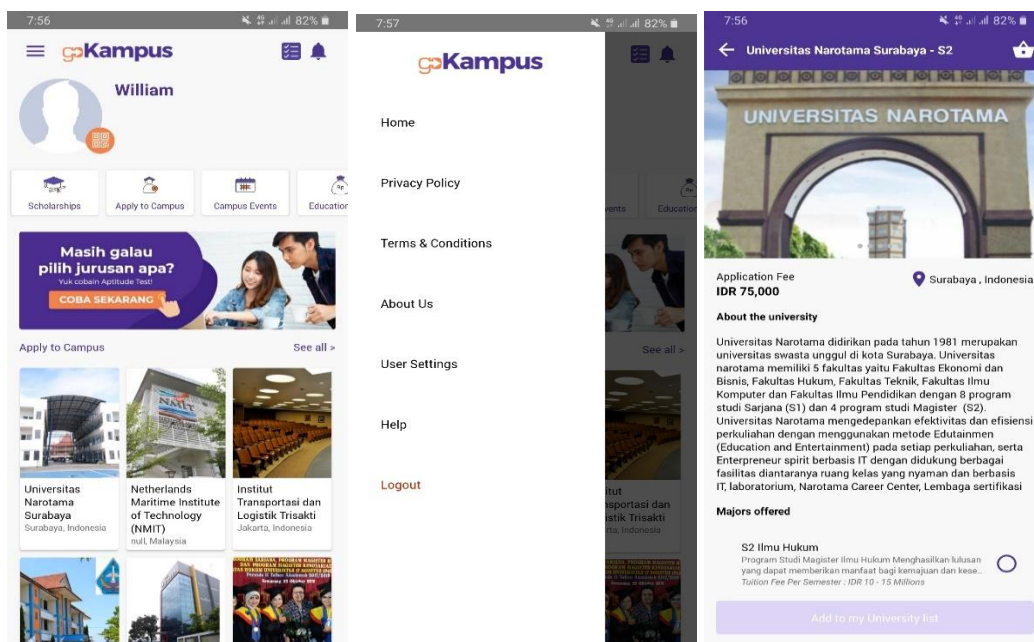 7:56
82%
goKampus
William
Scholarships
Apply to Campus
Campus Events
Education
Masih galau
pilih jurusan apa?
Yuk cobain Aptitude Test!
COBA SEKARANG
Apply to Campus
See all >
Universitas
Narotama
Surabaya
Surabaya, Indonesia
Netherlands
Maritime Institute
of Technology
(NMIT)
null, Malaysia
Institut
Transportasi dan
Logistik Trisakti
Jakarta, Indonesia
7:57
82%
goKampus
Home
Privacy Policy
Terms & Conditions
About Us
User Settings
Help
Logout
vents
Education
See all >
itut
nsportasi dan
istik Trisakti
rta, Indonesia
7:56
82%
Universitas Narotama Surabaya - S2
UNIVERSITAS NAROTAMA
Application Fee
IDR 75,000
Surabaya , Indonesia
About the university
Universitas Narotama didirikan pada tahun 1981 merupakan
universitas swasta unggul di kota Surabaya. Universitas
narotama memiliki 5 fakultas yaitu Fakultas Ekonomi dan
Bisnis, Fakultas Hukum, Fakultas Teknik, Fakultas Ilmu
Komputer dan Fakultas Ilmu Pendidikan dengan 8 program
studi Sarjana (S1) dan 4 program studi Magister (S2).
Universitas Narotama mengedepankan efektivitas dan efisiensi
perkuliahan dengan menggunakan metode Edutainmen
(Education and Entertainment) pada setiap perkuliahan, serta
Enterpreneur spirit berbasis IT dengan didukung berbagai
fasilitas diantaranya ruang kelas yang nyaman dan berbasis
IT, laboratorium, Narotama Career Center, Lembaga sertifikasi
Majors offered
S2 Ilmu Hukum
Program Studi Magister Ilmu Hukum Menghasilkan lulusan
yang dapat memberikan manfaat bagi kemajuan dan kese..
Tuition Fee Per Semester : IDR 10 - 15 Millions
Add to my University list